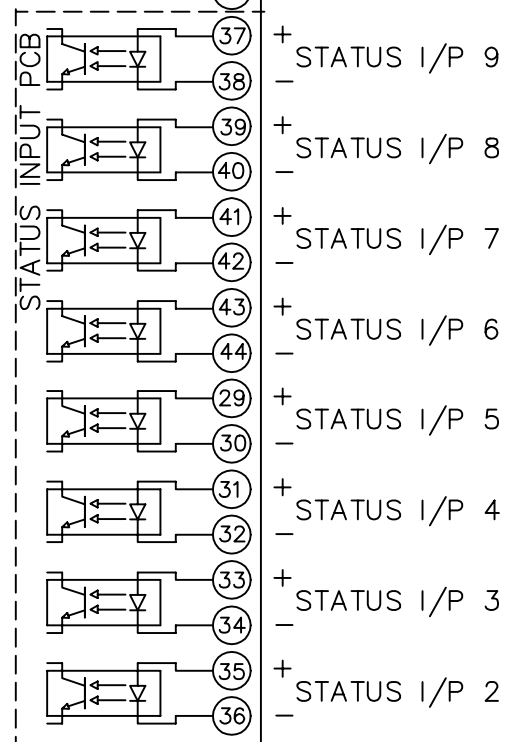 STATUS INPUT PCB
37 + STATUS I/P 9
38 −
39 + STATUS I/P 8
40 −
41 + STATUS I/P 7
42 −
43 + STATUS I/P 6
44 −
29 + STATUS I/P 5
30 −
31 + STATUS I/P 4
32 −
33 + STATUS I/P 3
34 −
35 + STATUS I/P 2
36 −